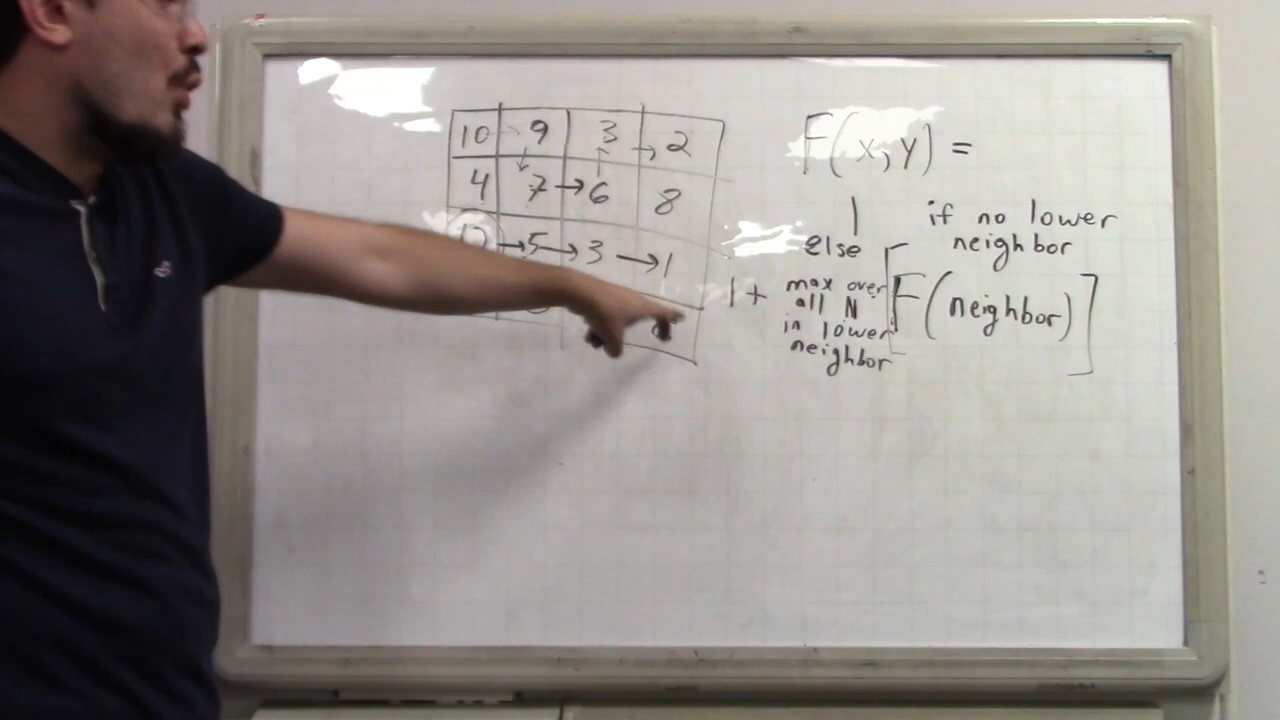 10 9 3 → 2
4 7 → 6 8
→ 5 → 3 → 1
F(x,y) =
1 if no lower neighbor
else
1 + max over all N in lower neighbor [F(neighbor)]